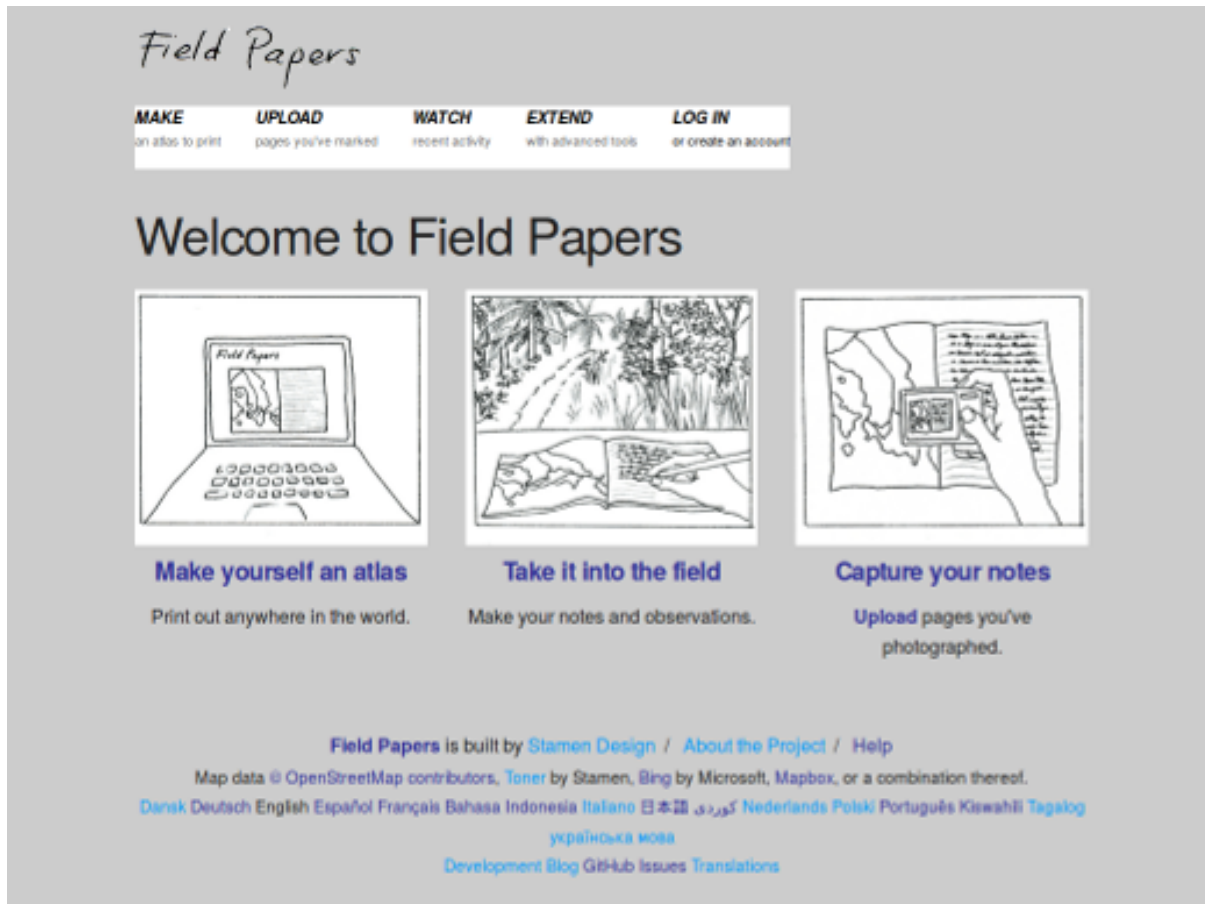 Field Papers
MAKE UPLOAD WATCH EXTEND LOG IN
an atlas to print pages you've marked recent activity with advanced tools or create an account
Welcome to Field Papers
Field Papers
Make yourself an atlas Take it into the field Capture your notes
Print out anywhere in the world. Make your notes and observations. Upload pages you've
photographed.
Field Papers is built by Stamen Design / About the Project / Help
Map data © OpenStreetMap contributors, Toner by Stamen, Bing by Microsoft, Mapbox, or a combination thereof.
Dansk Deutsch English Español Français Bahasa Indonesia Italiano 日本語 كوردی Nederlands Polski Português Kiswahili Tagalog
українська мова
Development Blog GitHub Issues Translations